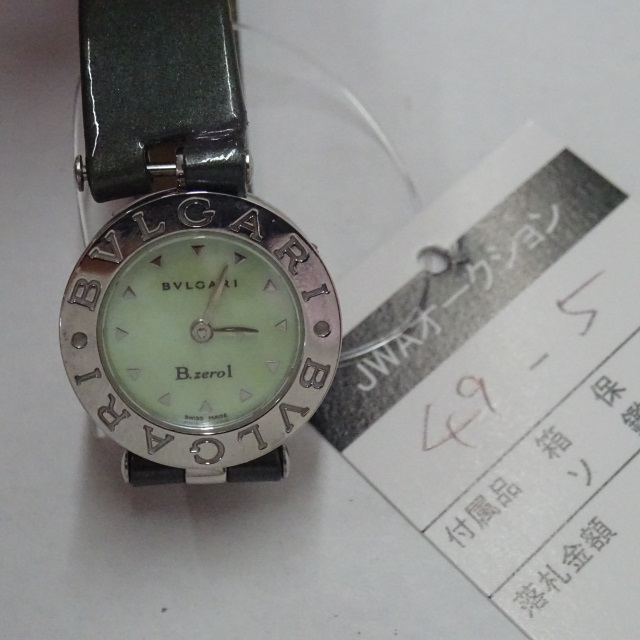 BVLGARI
BVLGARI
BVLGARI
B.zero1
SWISS MADE
JWAオークション
49-5
付属品 箱 保
ソ 鑑
落札金額